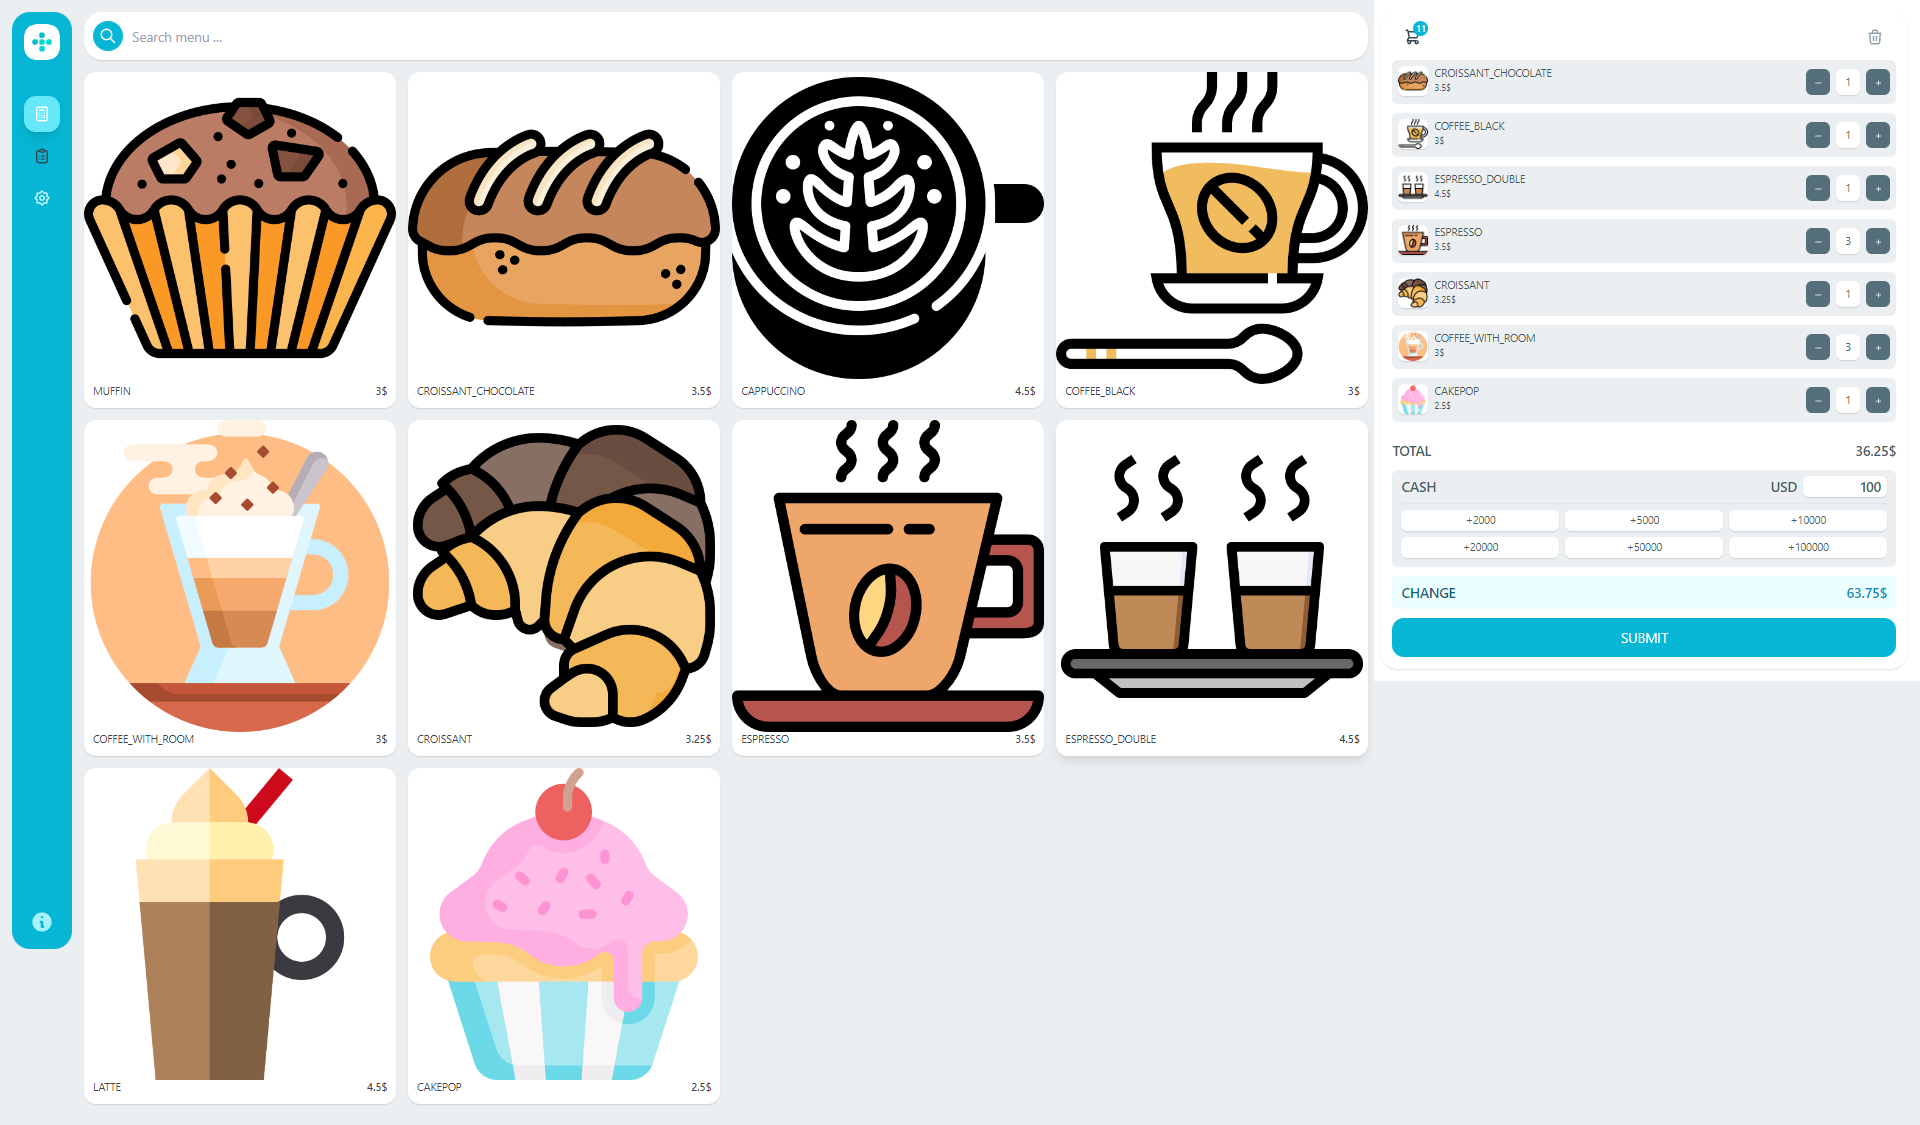 Search menu ...
MUFFIN 3$
CROISSANT_CHOCOLATE 3.5$
CAPPUCCINO 4.5$
COFFEE_BLACK 3$
COFFEE_WITH_ROOM 3$
CROISSANT 3.25$
ESPRESSO 3.5$
ESPRESSO_DOUBLE 4.5$
LATTE 4.5$
CAKEPOP 2.5$
11
CROISSANT_CHOCOLATE
3.5$
– 1 +
COFFEE_BLACK
3$
– 1 +
ESPRESSO_DOUBLE
4.5$
– 1 +
ESPRESSO
3.5$
– 3 +
CROISSANT
3.25$
– 1 +
COFFEE_WITH_ROOM
3$
– 3 +
CAKEPOP
2.5$
– 1 +
TOTAL 36.25$
CASH USD 100
+2000 +5000 +10000
+20000 +50000 +100000
CHANGE 63.75$
SUBMIT